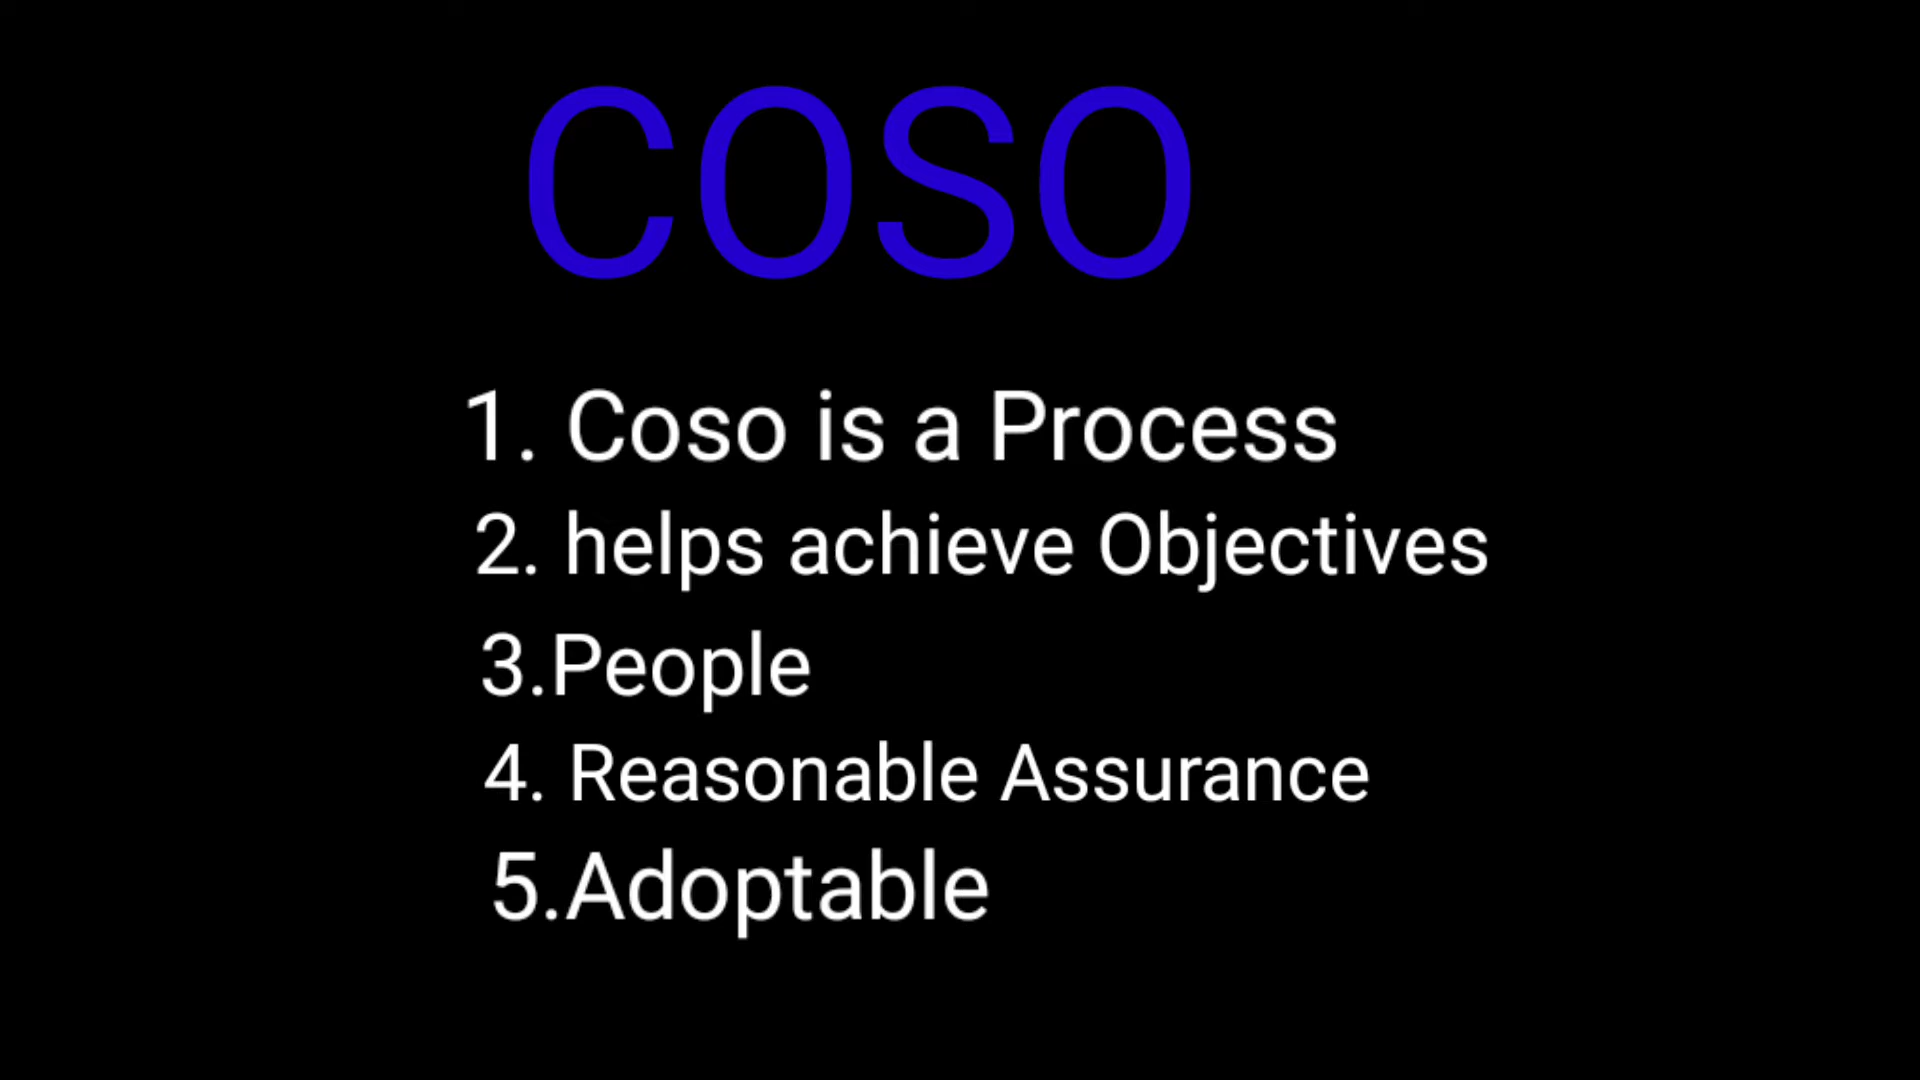 COSO
1. Coso is a Process
2. helps achieve Objectives
3.People
4. Reasonable Assurance
5.Adoptable